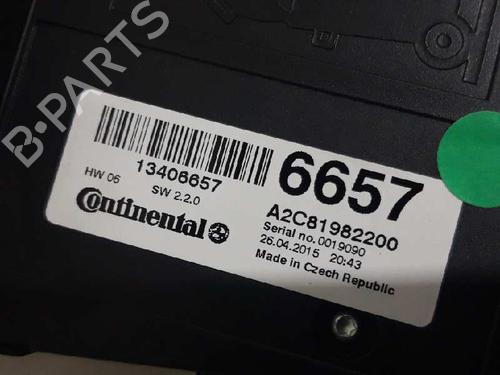 B-PARTS
13406657
HW 06
SW 2.2.0
Continental
6657
A2C81982200
Serial no. 0019090
26.04.2015 20:43
Made in Czech Republic